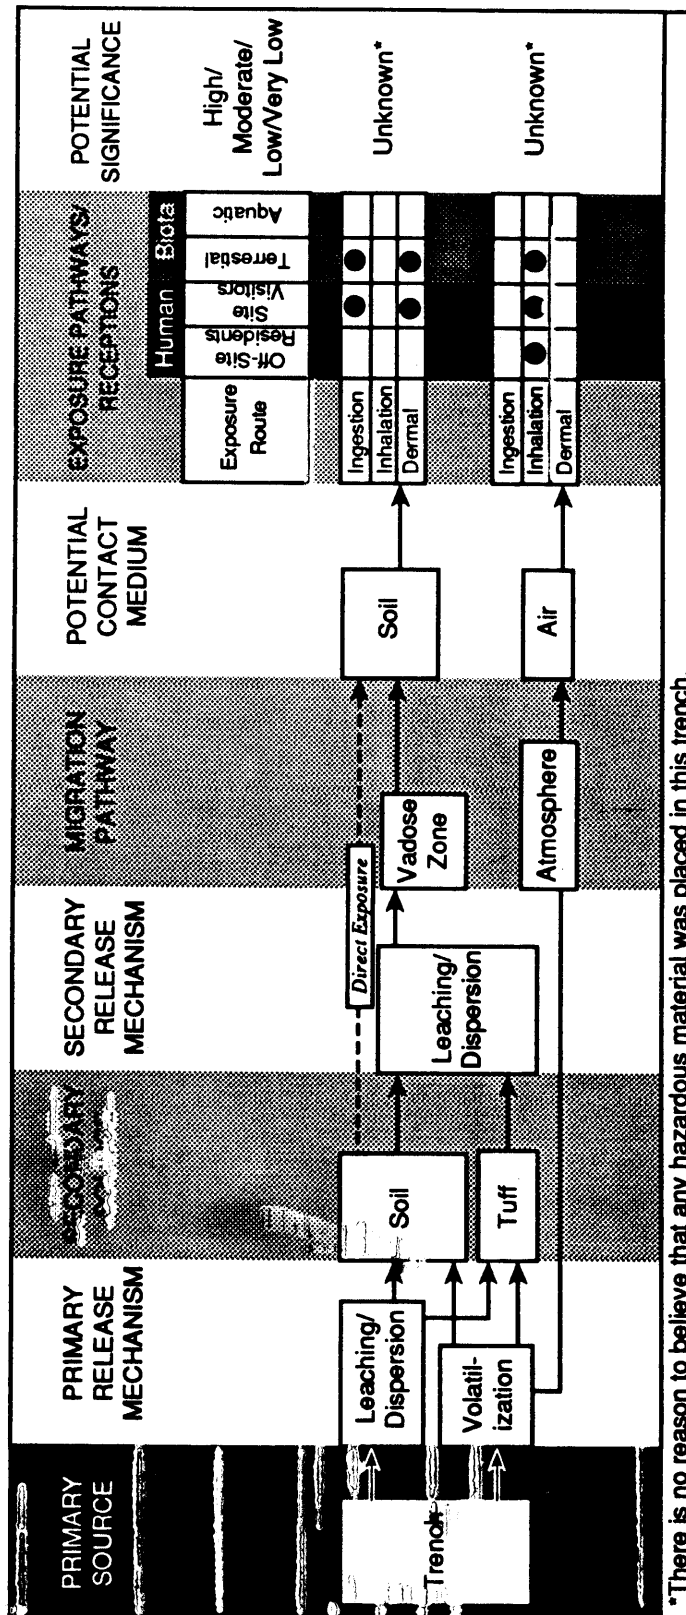 PRIMARY
SOURCE
PRIMARY
RELEASE
MECHANISM
SECONDARY
SECONDARY
RELEASE
MECHANISM
MIGRATION
PATHWAY
POTENTIAL
CONTACT
MEDIUM
EXPOSURE PATHWAYS/
RECEPTIONS
POTENTIAL
SIGNIFICANCE
Human
Biota
Exposure
Route
Off-Site
Residents
Site
Visitors
Terrestial
Aquatic
High/
Moderate/
Low/Very Low
Trench
Leaching/
Dispersion
Volatil-
ization
Soil
Tuff
Direct Exposure
Leaching/
Dispersion
Vadose
Zone
Atmosphere
Soil
Air
Ingestion
Inhalation
Dermal
Unknown*
Ingestion
Inhalation
Dermal
Unknown*
*There is no reason to believe that any hazardous material was placed in this trench